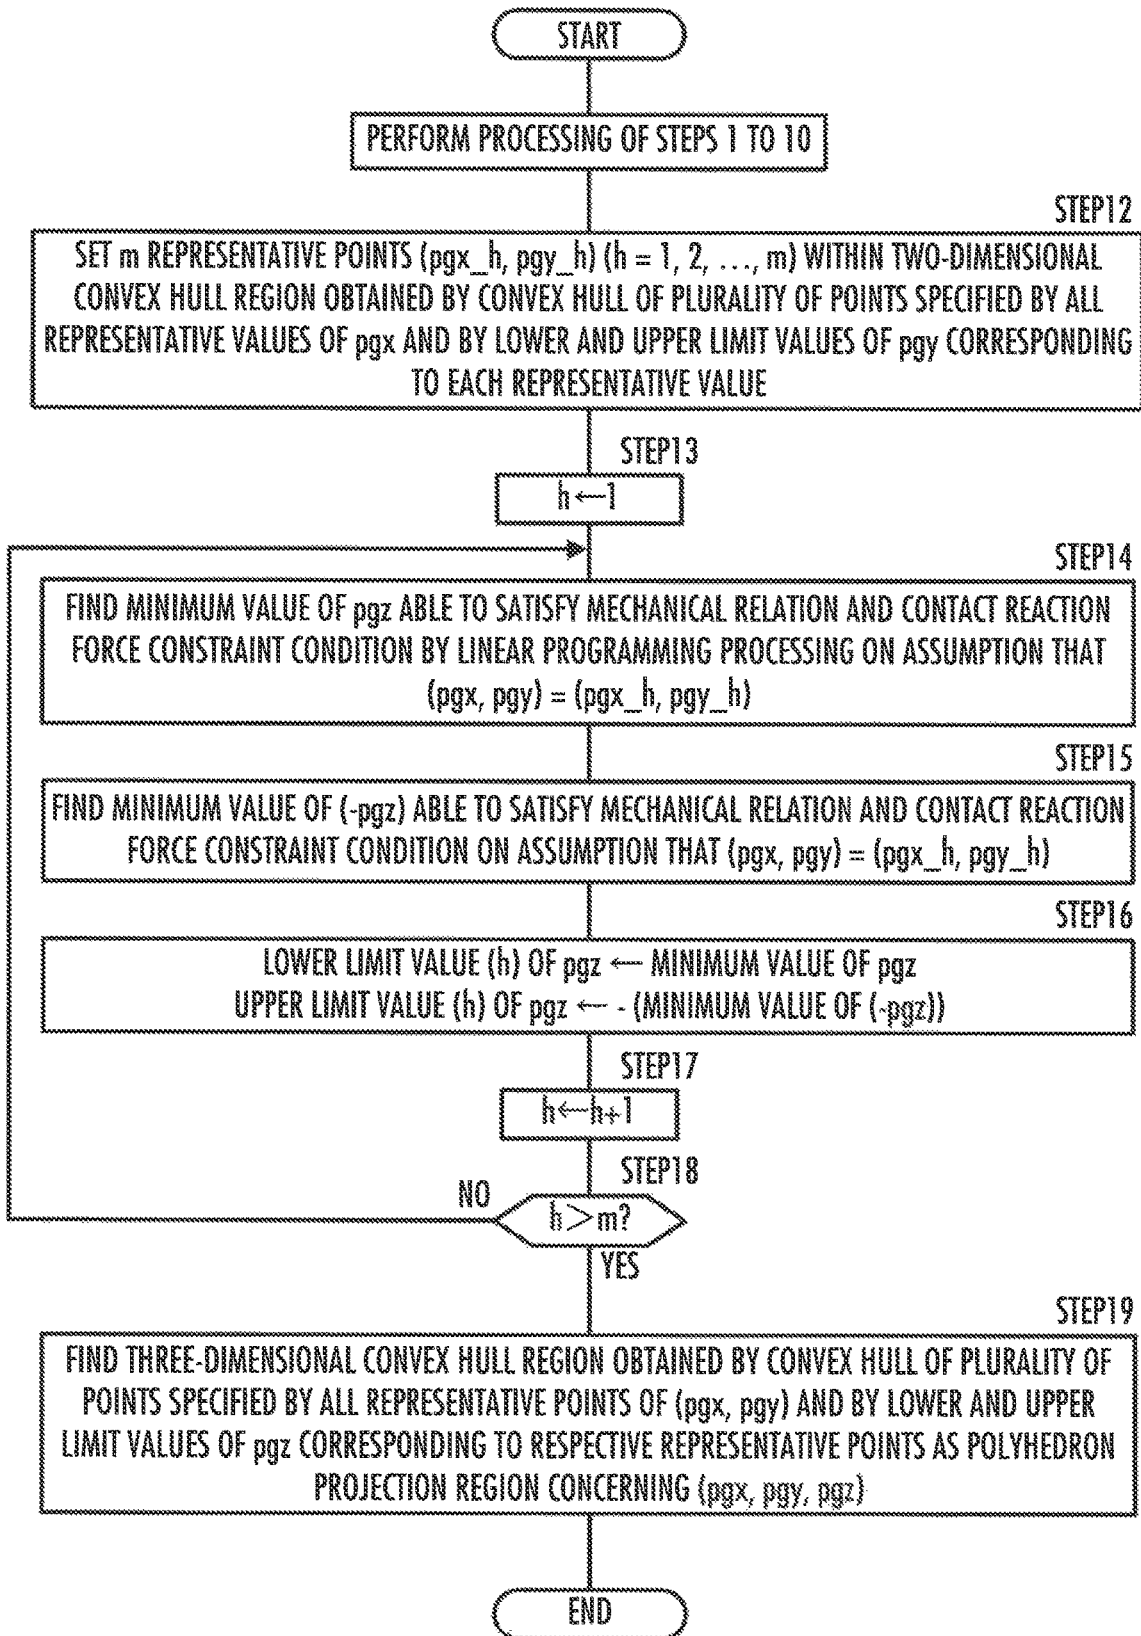 START
PERFORM PROCESSING OF STEPS 1 TO 10
STEP12
SET m REPRESENTATIVE POINTS (pgx_h, pgy_h) (h = 1, 2, ..., m) WITHIN TWO-DIMENSIONAL
CONVEX HULL REGION OBTAINED BY CONVEX HULL OF PLURALITY OF POINTS SPECIFIED BY ALL
REPRESENTATIVE VALUES OF pgx AND BY LOWER AND UPPER LIMIT VALUES OF pgy CORRESPONDING
TO EACH REPRESENTATIVE VALUE
STEP13
h←1
STEP14
FIND MINIMUM VALUE OF pgz ABLE TO SATISFY MECHANICAL RELATION AND CONTACT REACTION
FORCE CONSTRAINT CONDITION BY LINEAR PROGRAMMING PROCESSING ON ASSUMPTION THAT
(pgx, pgy) = (pgx_h, pgy_h)
STEP15
FIND MINIMUM VALUE OF (-pgz) ABLE TO SATISFY MECHANICAL RELATION AND CONTACT REACTION
FORCE CONSTRAINT CONDITION ON ASSUMPTION THAT (pgx, pgy) = (pgx_h, pgy_h)
STEP16
LOWER LIMIT VALUE (h) OF pgz ← MINIMUM VALUE OF pgz
UPPER LIMIT VALUE (h) OF pgz ← - (MINIMUM VALUE OF (-pgz))
STEP17
h←h+1
STEP18
NO
h>m?
YES
STEP19
FIND THREE-DIMENSIONAL CONVEX HULL REGION OBTAINED BY CONVEX HULL OF PLURALITY OF
POINTS SPECIFIED BY ALL REPRESENTATIVE POINTS OF (pgx, pgy) AND BY LOWER AND UPPER
LIMIT VALUES OF pgz CORRESPONDING TO RESPECTIVE REPRESENTATIVE POINTS AS POLYHEDRON
PROJECTION REGION CONCERNING (pgx, pgy, pgz)
END